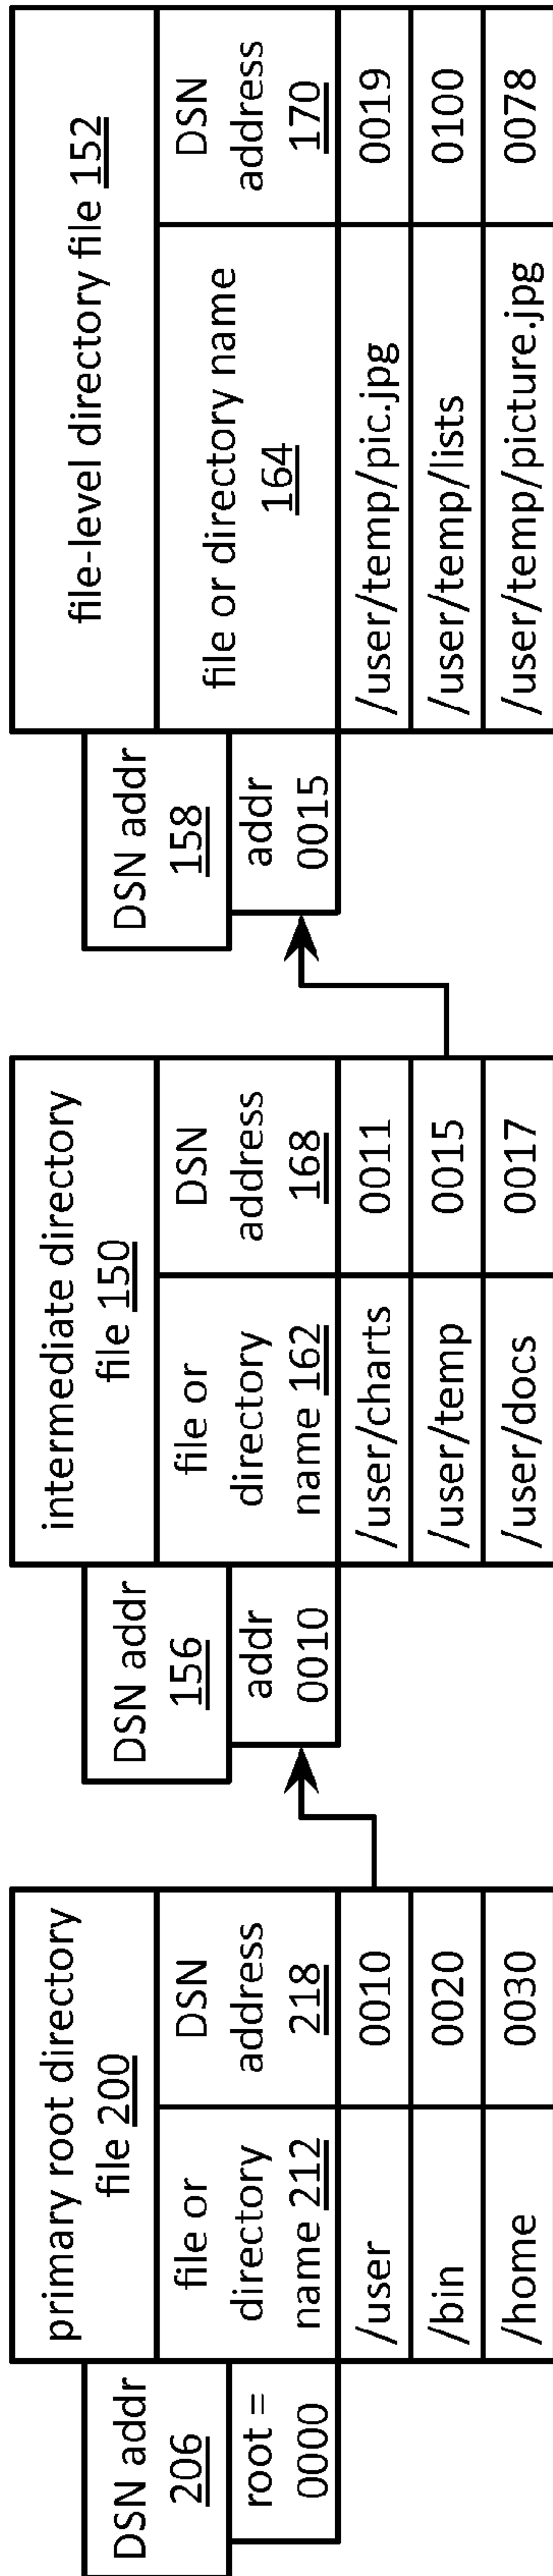 DSN addr
206
root =
0000
primary root directory
file 200
file or
directory
name 212
DSN
address
218
/user
0010
/bin
0020
/home
0030
DSN addr
156
addr
0010
intermediate directory
file 150
file or
directory
name 162
DSN
address
168
/user/charts
0011
/user/temp
0015
/user/docs
0017
DSN addr
158
addr
0015
file-level directory file 152
file or directory name
164
DSN
address
170
/user/temp/pic.jpg
0019
/user/temp/lists
0100
/user/temp/picture.jpg
0078